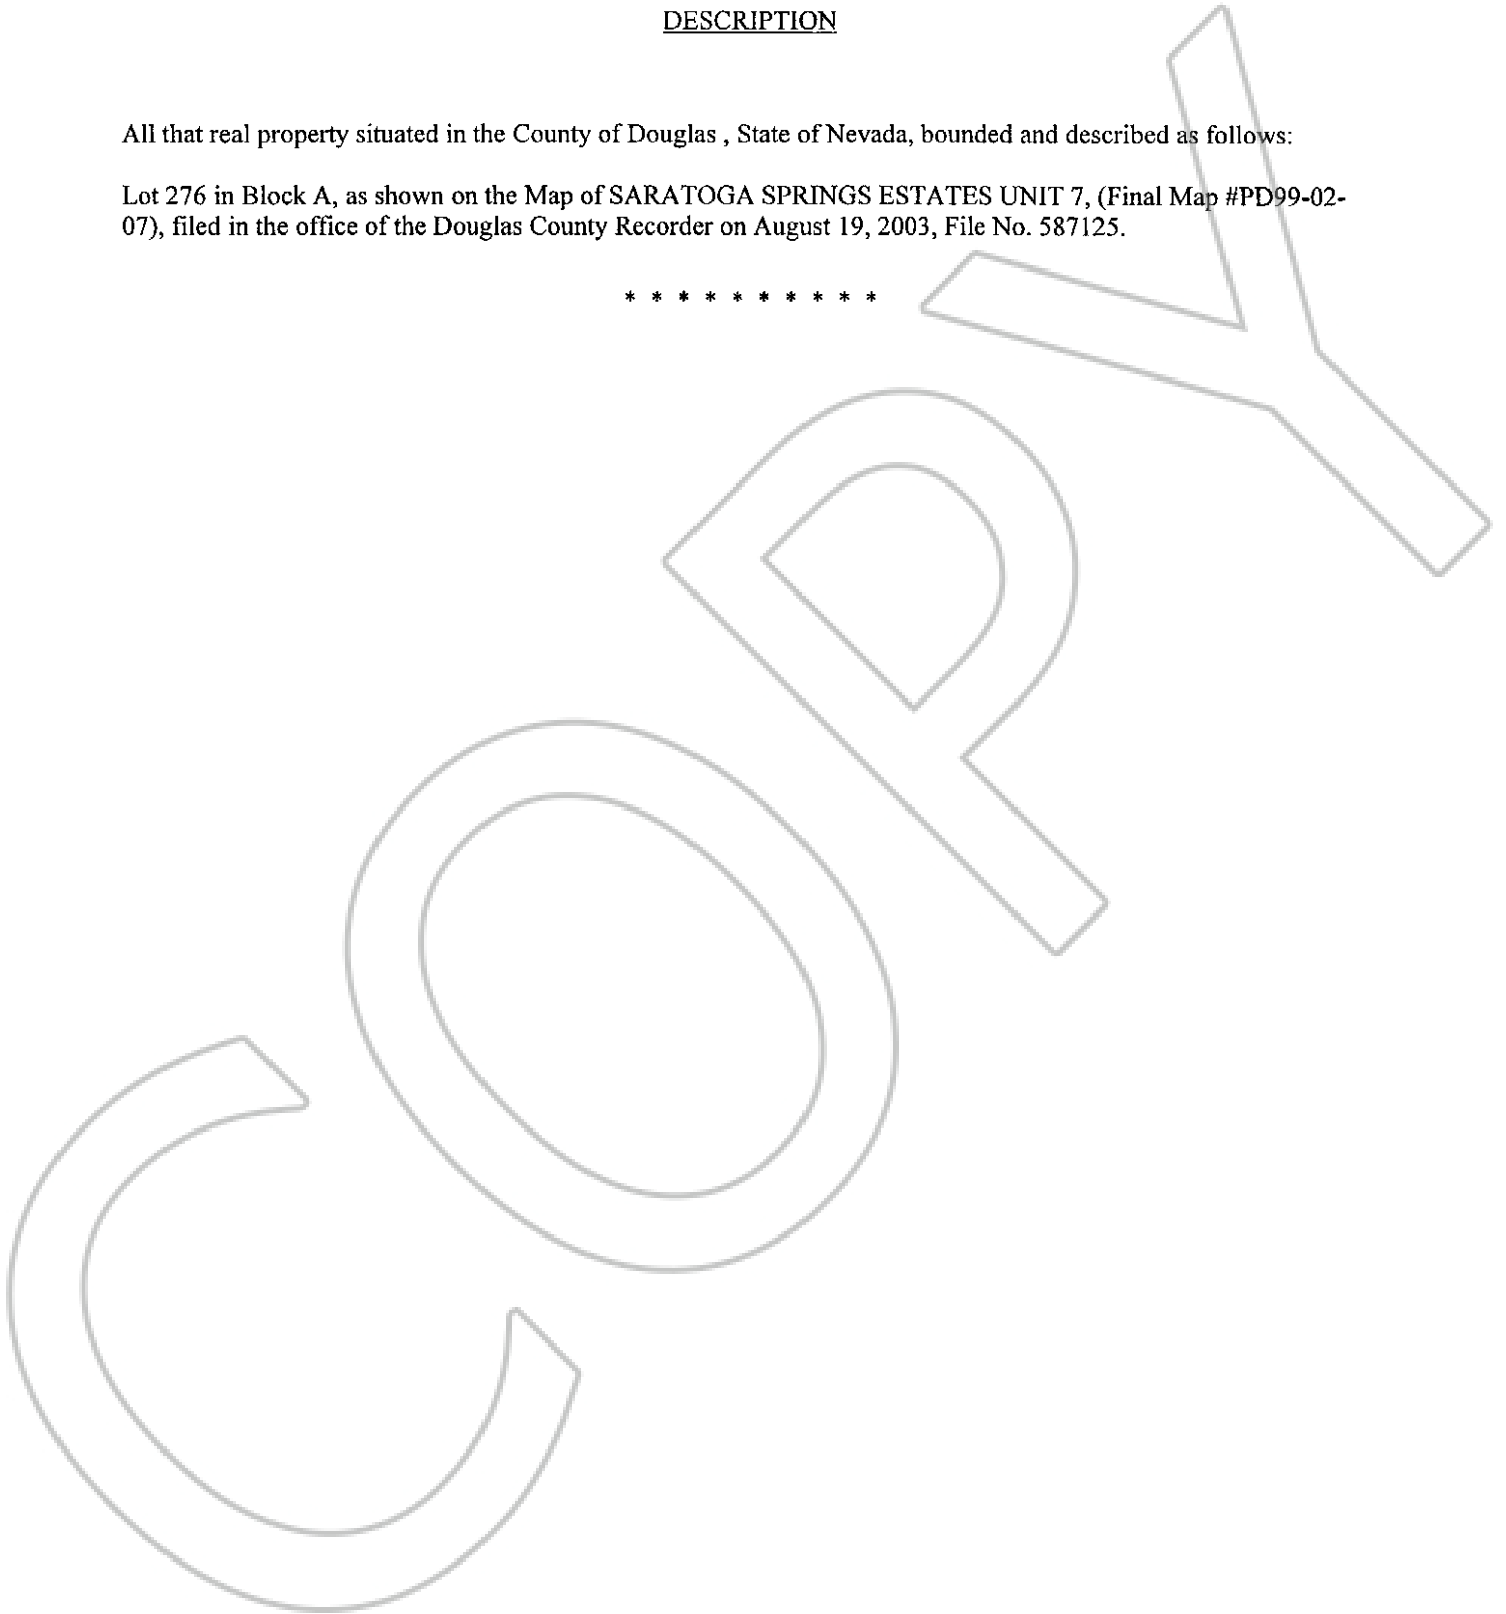 DESCRIPTION
All that real property situated in the County of Douglas , State of Nevada, bounded and described as follows:
Lot 276 in Block A, as shown on the Map of SARATOGA SPRINGS ESTATES UNIT 7, (Final Map #PD99-02-
07), filed in the office of the Douglas County Recorder on August 19, 2003, File No. 587125.
* * * * * * * * * *
COPY